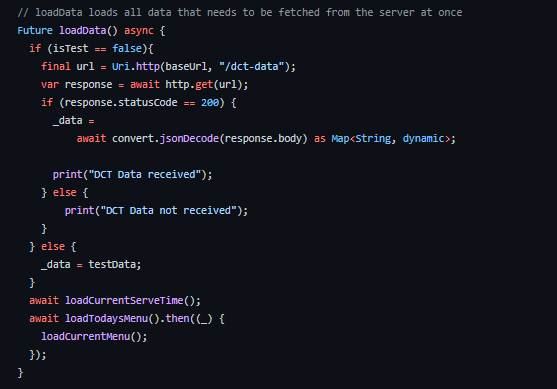 // loadData loads all data that needs to be fetched from the server at once
Future loadData() async {
  if (isTest == false){
    final url = Uri.http(baseUrl, "/dct-data");
    var response = await http.get(url);
    if (response.statusCode == 200) {
      _data =
          await convert.jsonDecode(response.body) as Map<String, dynamic>;

      print("DCT Data received");
    } else {
        print("DCT Data not received");
    }
  } else {
    _data = testData;
  }
  await loadCurrentServeTime();
  await loadTodaysMenu().then((_) {
    loadCurrentMenu();
  });
}